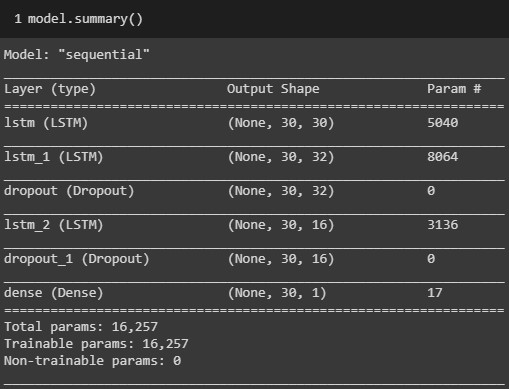 1 model.summary()
Model: "sequential"
Layer (type) Output Shape Param #
lstm (LSTM) (None, 30, 30) 5040
lstm_1 (LSTM) (None, 30, 32) 8064
dropout (Dropout) (None, 30, 32) 0
lstm_2 (LSTM) (None, 30, 16) 3136
dropout_1 (Dropout) (None, 30, 16) 0
dense (Dense) (None, 30, 1) 17
Total params: 16,257
Trainable params: 16,257
Non-trainable params: 0